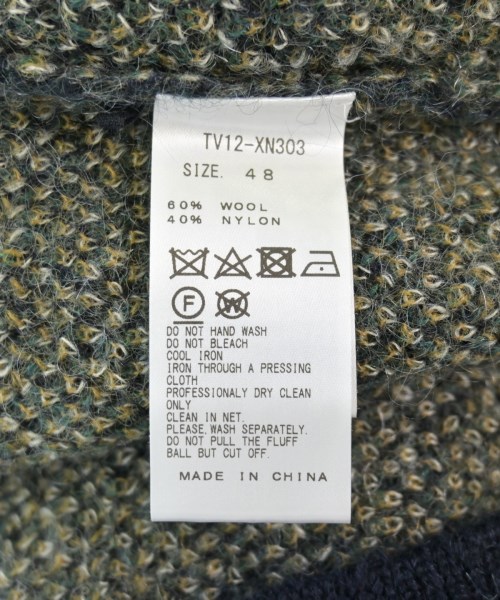 TV12-XN303
SIZE. 48
60% WOOL
40% NYLON
F W
DO NOT HAND WASH
DO NOT BLEACH
COOL IRON
IRON THROUGH A PRESSING
CLOTH
PROFESSIONALY DRY CLEAN
ONLY
CLEAN IN NET.
PLEASE,WASH SEPARATELY.
DO NOT PULL THE FLUFF
BALL BUT CUT OFF.
MADE IN CHINA